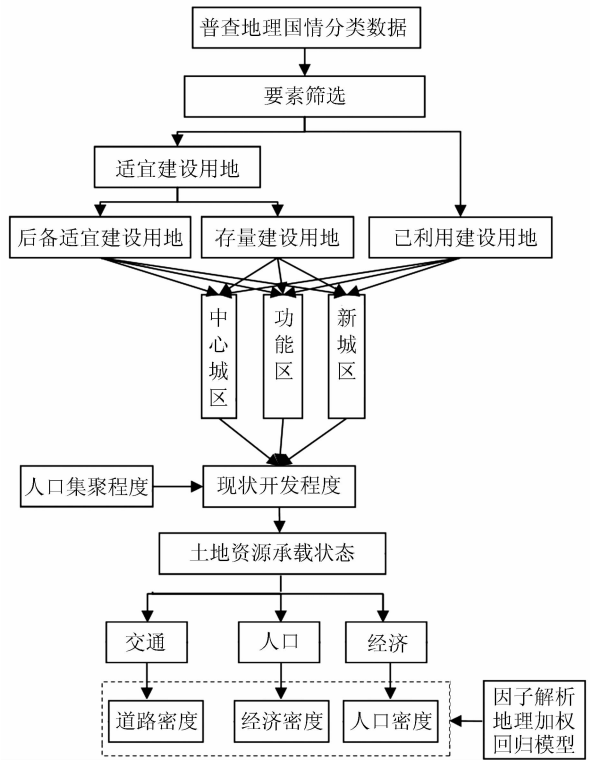 普查地理国情分类数据
要素筛选
适宜建设用地
后备适宜建设用地
存量建设用地
已利用建设用地
中心城区
功能区
新城区
人口集聚程度
现状开发程度
土地资源承载状态
交通
人口
经济
道路密度
经济密度
人口密度
因子解析
地理加权
回归模型